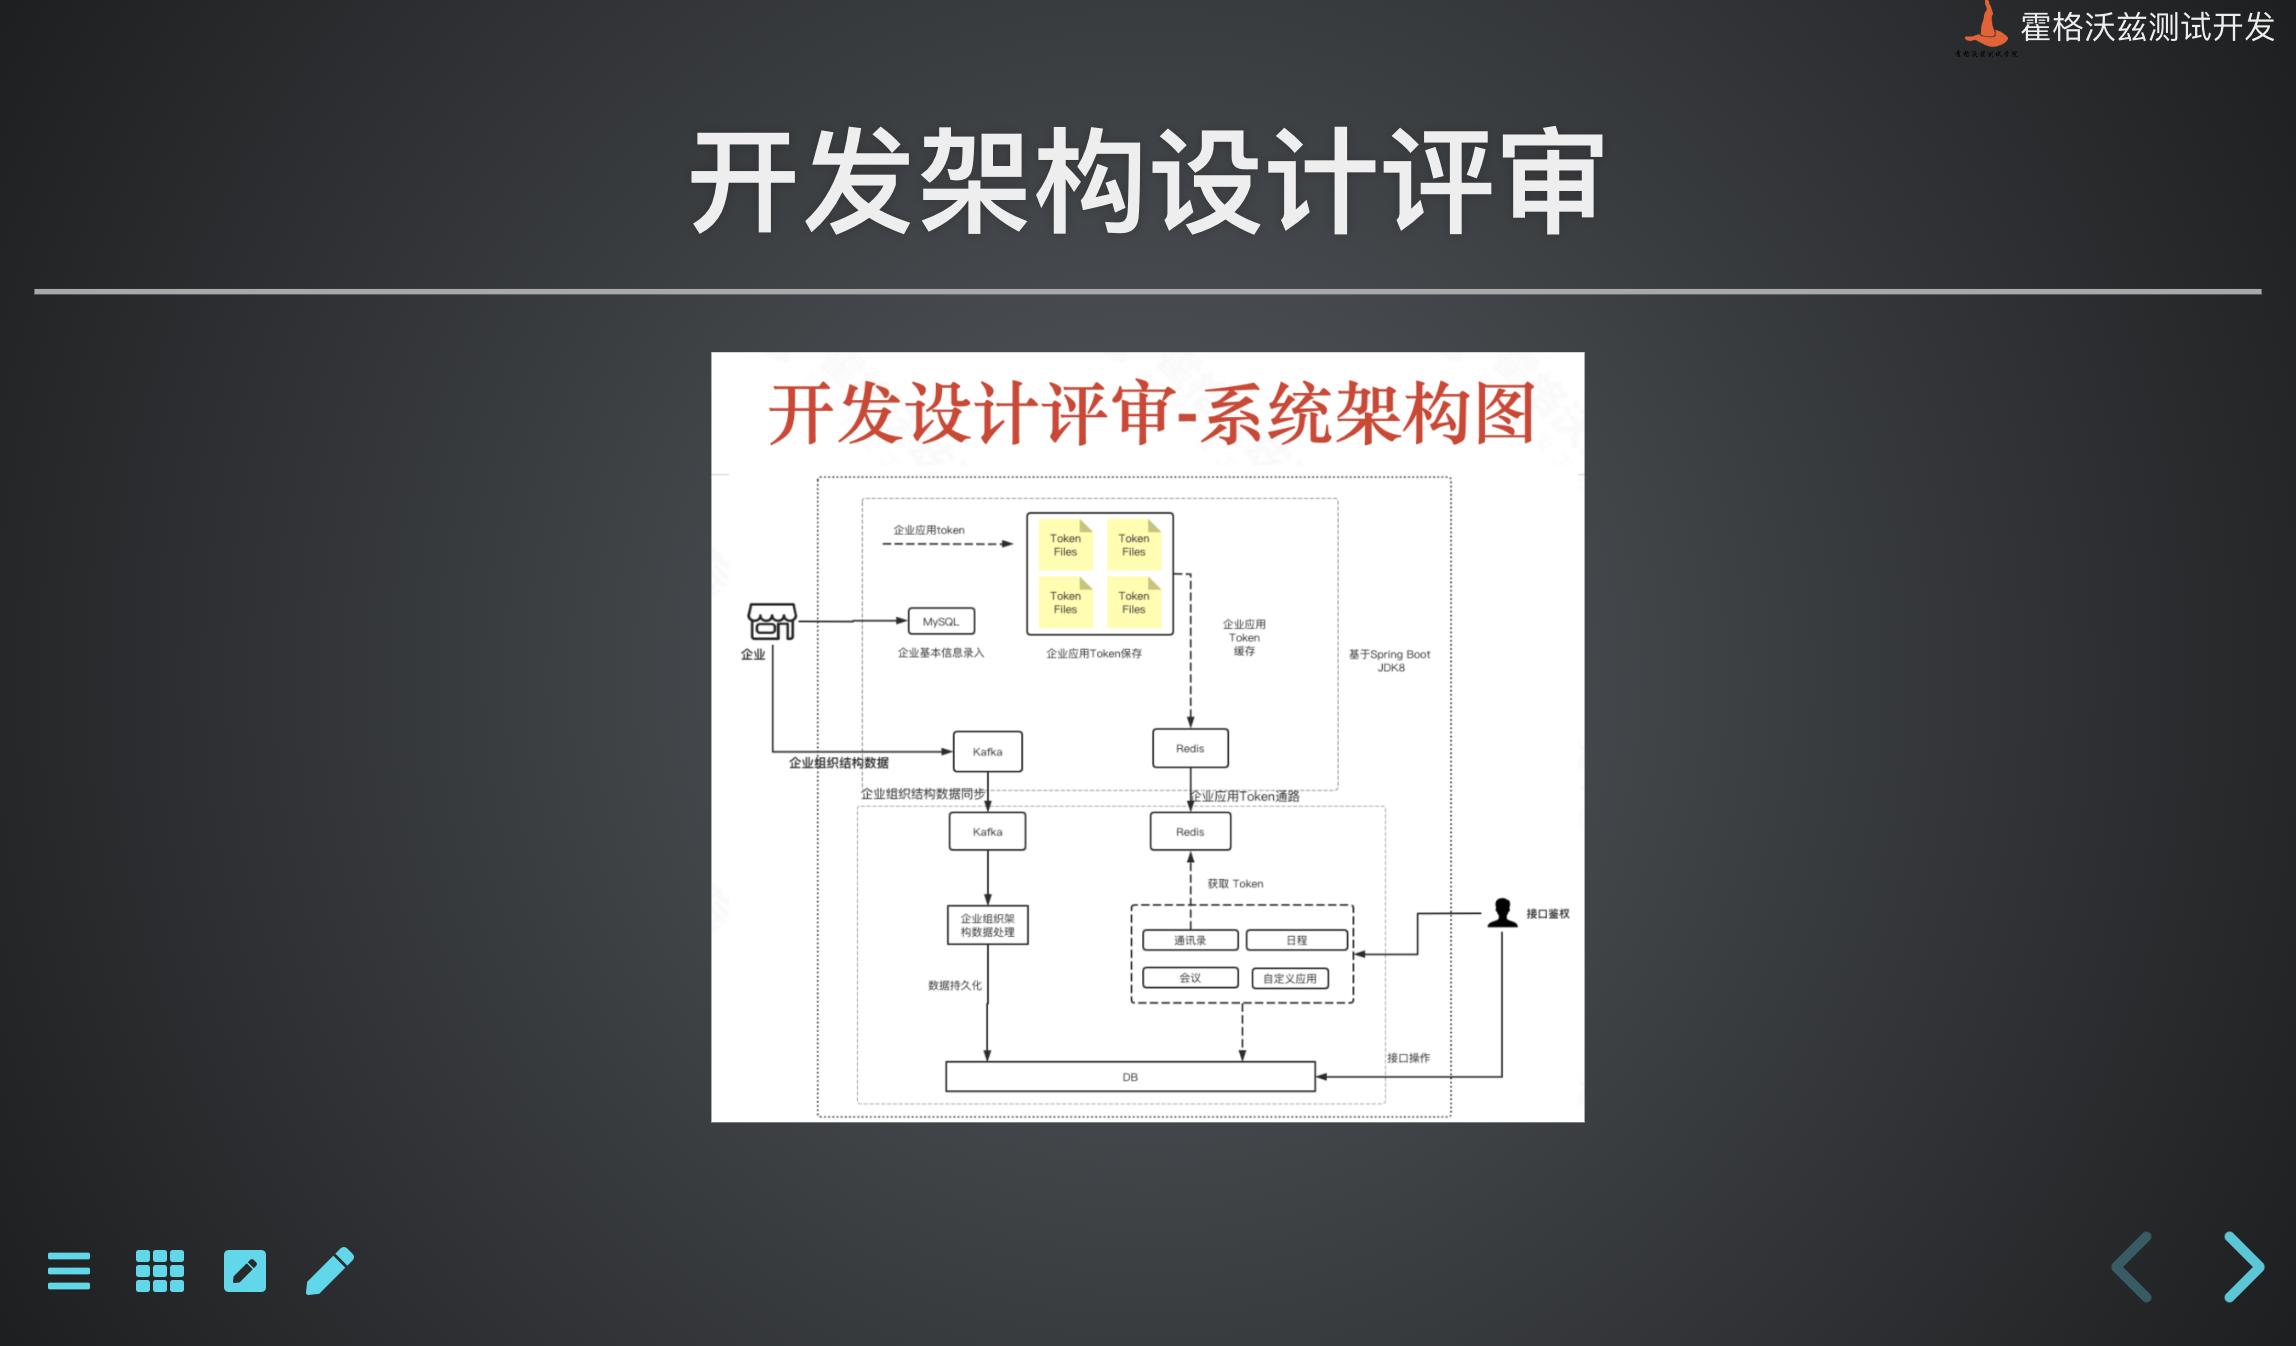 霍格沃兹测试开发
霍格沃兹测试学院
开发架构设计评审
开发设计评审-系统架构图
企业应用token
Token
Files
Token
Files
Token
Files
Token
Files
MySQL
企业
企业基本信息录入
企业应用Token保存
企业应用
Token
缓存
基于Spring Boot
JDK8
Kafka
Redis
企业组织结构数据
企业组织结构数据同步
企业应用Token通路
Kafka
Redis
获取 Token
企业组织架
构数据处理
通讯录
日程
会议
自定义应用
接口鉴权
数据持久化
接口操作
DB